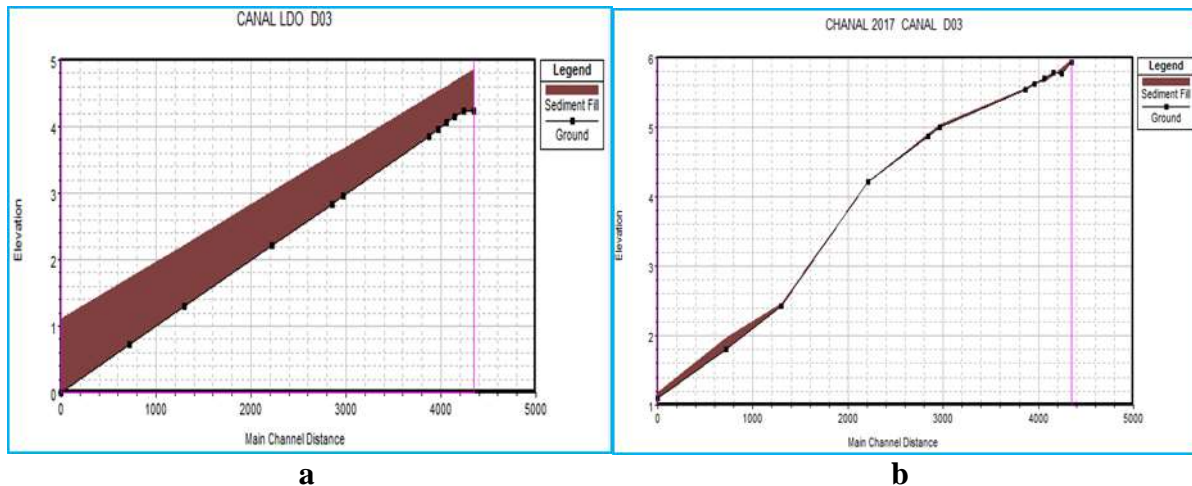 CANAL LDO D03
5
4
3
2
1
0
Elevation
0 1000 2000 3000 4000 5000
Main Channel Distance
Legend
Sediment Fill
Ground
a
CHANAL 2017 CANAL D03
6
5
4
3
2
1
Elevation
0 1000 2000 3000 4000 5000
Main Channel Distance
Legend
Sediment Fill
Ground
b